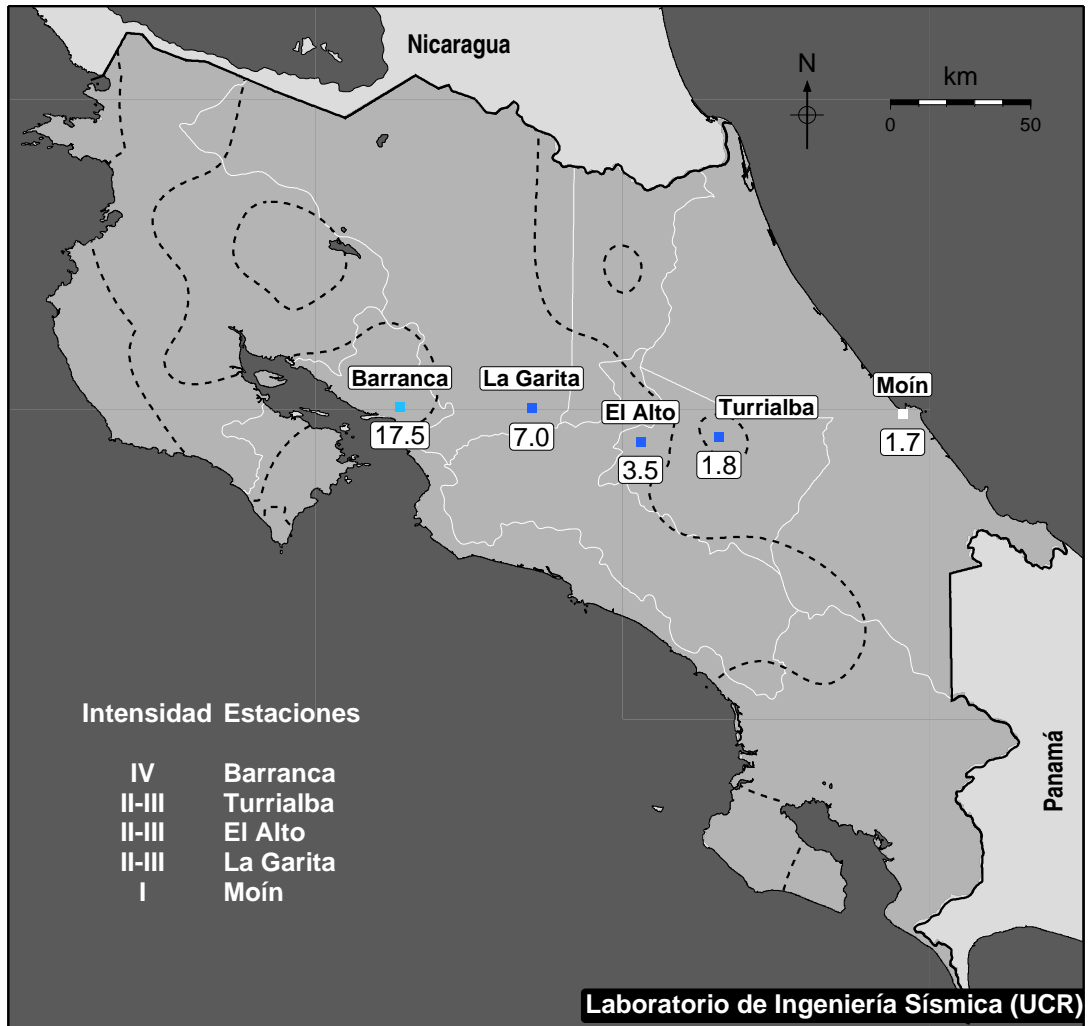 Nicaragua
N
km
0 50
Barranca
17.5
La Garita
7.0
El Alto
3.5
Turrialba
1.8
Moín
1.7
Panamá
Intensidad Estaciones
IV Barranca
II-III Turrialba
II-III El Alto
II-III La Garita
I Moín
Laboratorio de Ingeniería Sísmica (UCR)